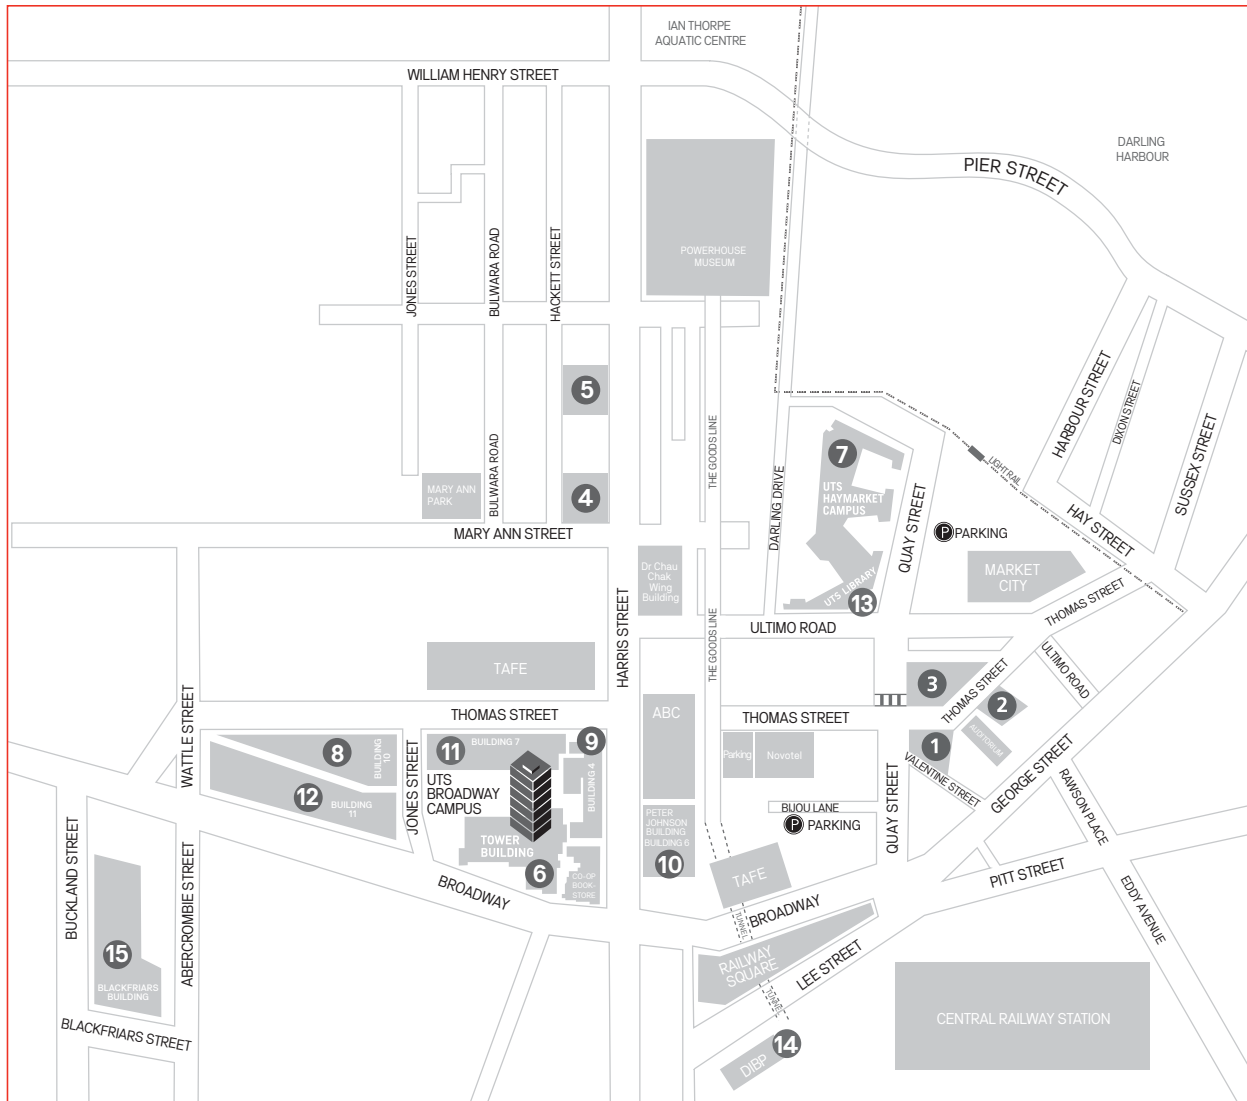 IAN THORPE
AQUATIC CENTRE
WILLIAM HENRY STREET
DARLING
HARBOUR
PIER STREET
JONES STREET
BULWARA ROAD
HACKETT STREET
POWERHOUSE
MUSEUM
HARBOUR STREET
DIXON STREET
SUSSEX STREET
5
4
BULWARA ROAD
MARY ANN
PARK
THE GOODS LINE
DARLING DRIVE
7
UTS
HAYMARKET
CAMPUS
QUAY STREET
LIGHT RAIL
HAY STREET
P PARKING
MARY ANN STREET
MARKET
CITY
Dr Chau
Chak
Wing
Building
UTS LIBRARY
13
THOMAS STREET
HARRIS STREET
THE GOODS LINE
ULTIMO ROAD
TAFE
ULTIMO ROAD
3
THOMAS STREET
2
WATTLE STREET
THOMAS STREET
ABC
THOMAS STREET
1
AUDITORIUM
VALENTINE STREET
GEORGE STREET
8
BUILDING
10
11
BUILDING 7
9
BUILDING 4
Parking
Novotel
12
BUILDING
11
JONES STREET
UTS
BROADWAY
CAMPUS
QUAY STREET
RAWSON PLACE
BIJOU LANE
P PARKING
PETER
JOHNSON
BUILDING
BUILDING 6
10
TOWER
BUILDING
6
CO-OP
BOOK-
STORE
TAFE
BROADWAY
BROADWAY
PITT STREET
EDDY AVENUE
BUCKLAND STREET
ABERCROMBIE STREET
TUNNEL
15
BLACKFRIARS
BUILDING
RAILWAY
SQUARE
LEE STREET
TUNNEL
CENTRAL RAILWAY STATION
BLACKFRIARS STREET
14
DIBP